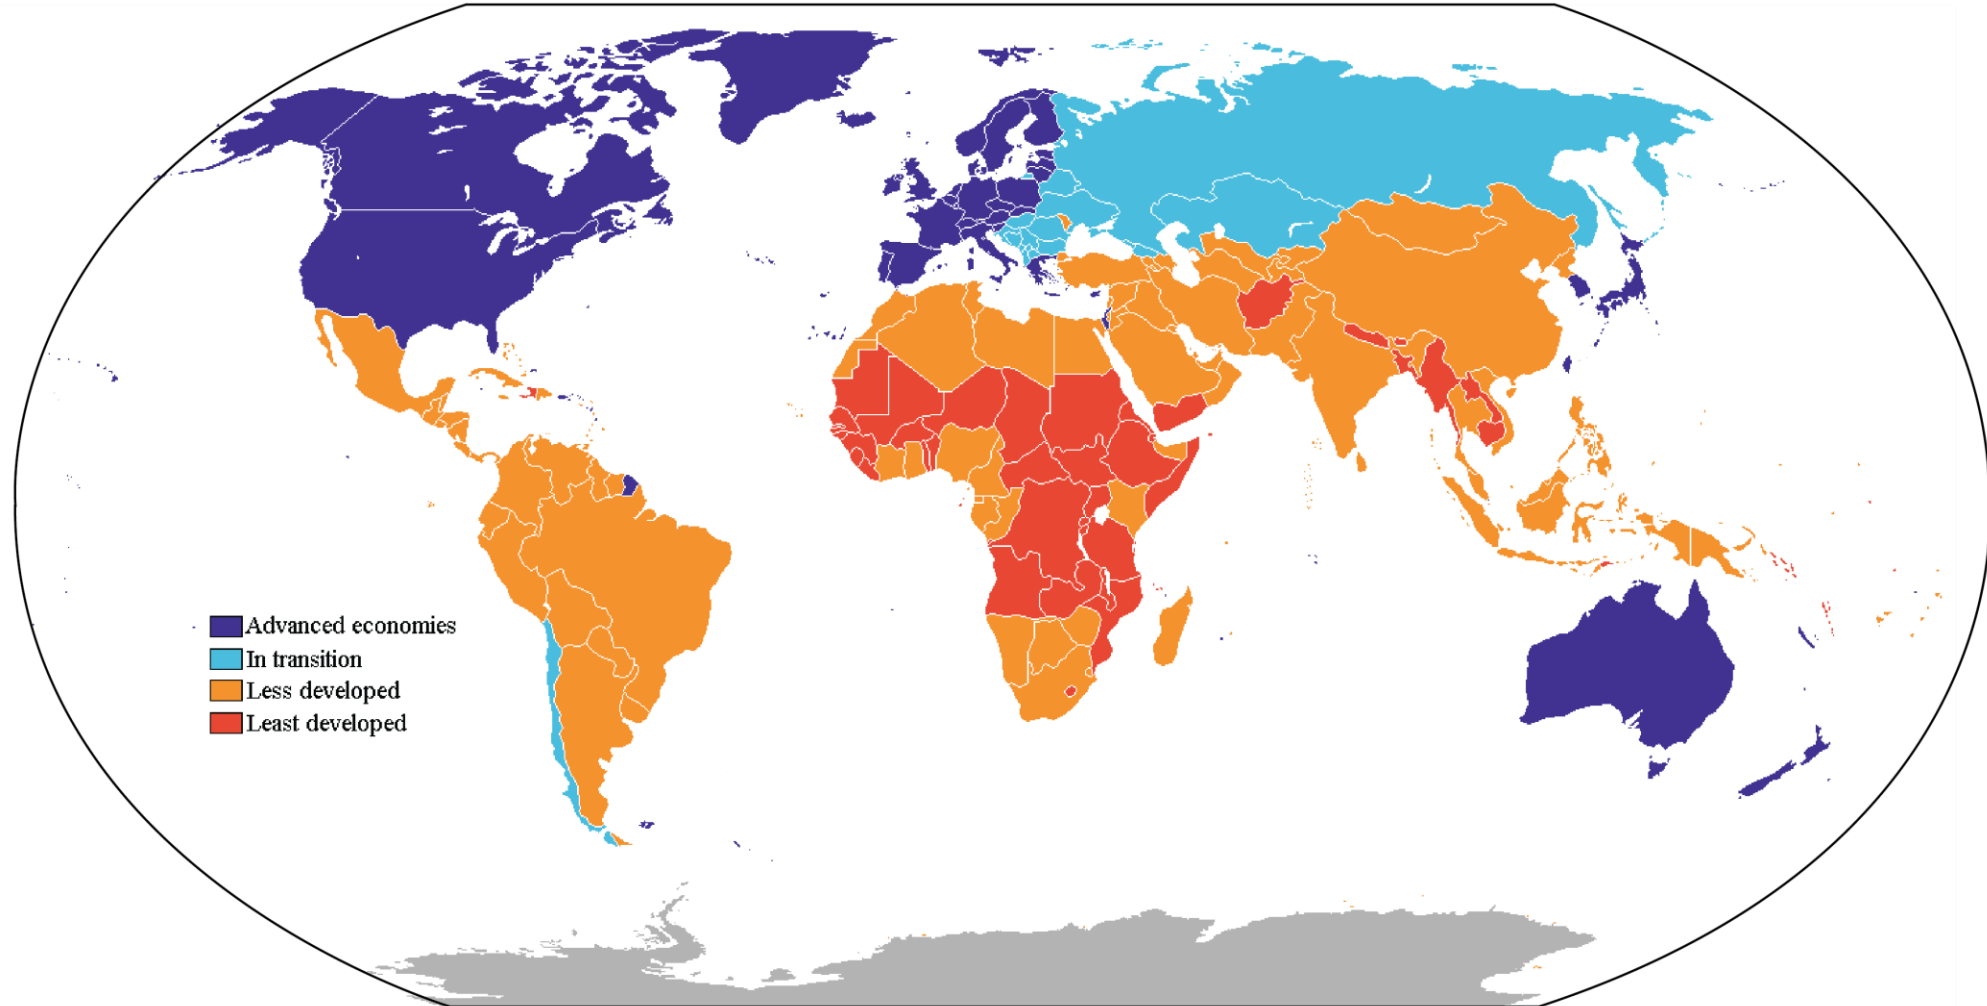 Advanced economies
In transition
Less developed
Least developed